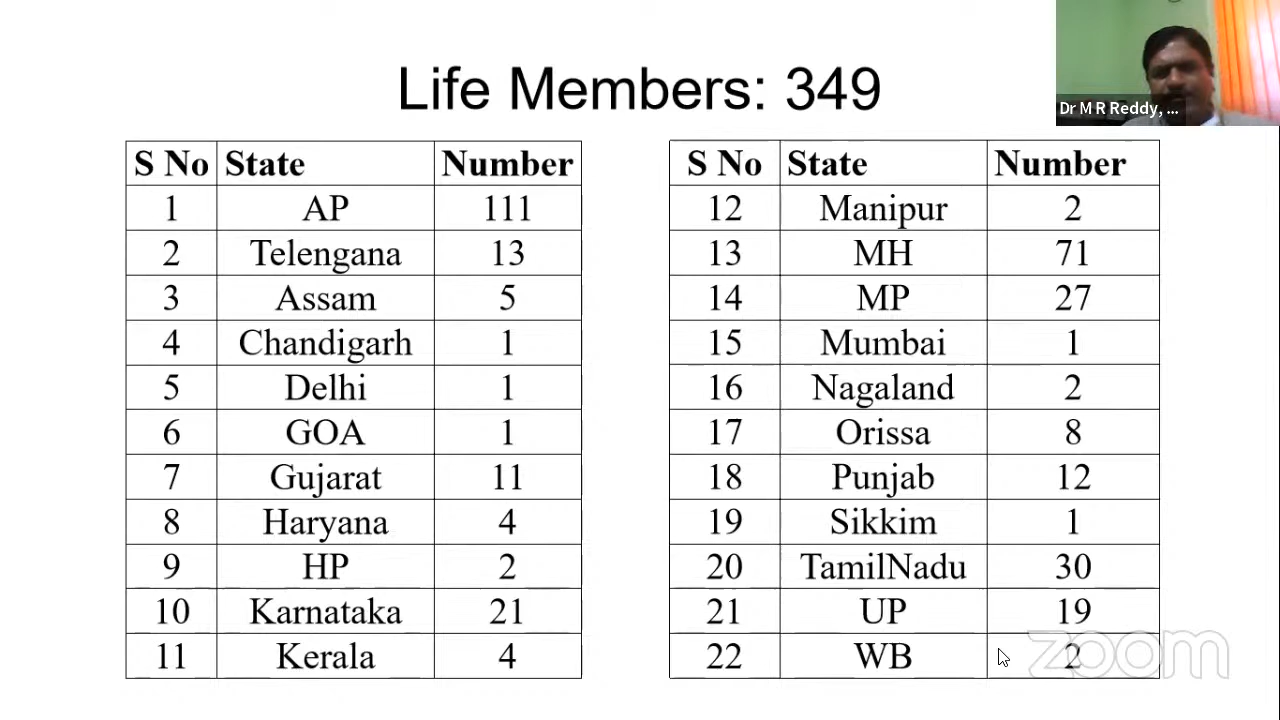 Life Members: 349
Dr M R Reddy, ...
S No State Number
1 AP 111
2 Telengana 13
3 Assam 5
4 Chandigarh 1
5 Delhi 1
6 GOA 1
7 Gujarat 11
8 Haryana 4
9 HP 2
10 Karnataka 21
11 Kerala 4
S No State Number
12 Manipur 2
13 MH 71
14 MP 27
15 Mumbai 1
16 Nagaland 2
17 Orissa 8
18 Punjab 12
19 Sikkim 1
20 TamilNadu 30
21 UP 19
22 WB 2
zoom